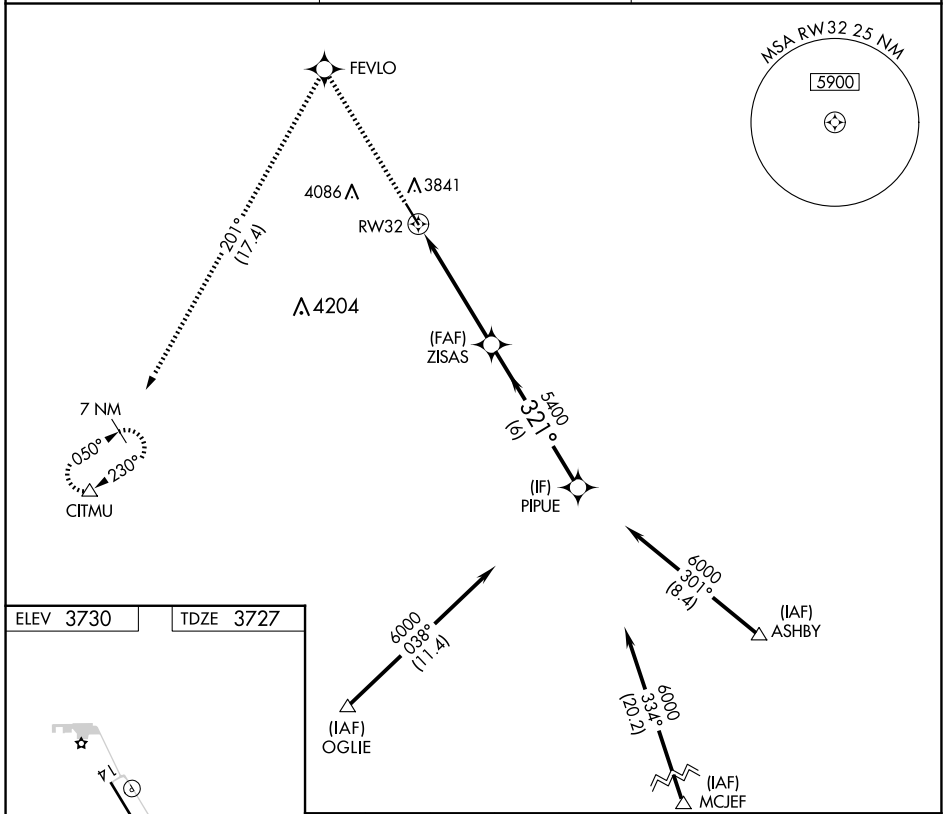 MSA RW32 25 NM
5900
FEVLO
4086
3841
RW32
201°
(17.4)
4204
(FAF)
ZISAS
7 NM
050°
230°
CITMU
5400
321°
(6)
(IF)
PIPUE
6000
301°
(8.4)
(IAF)
ASHBY
6000
038°
(11.4)
(IAF)
OGLIE
6000
334°
(20.2)
(IAF)
MCJEF
ELEV 3730
TDZE 3727
14
P